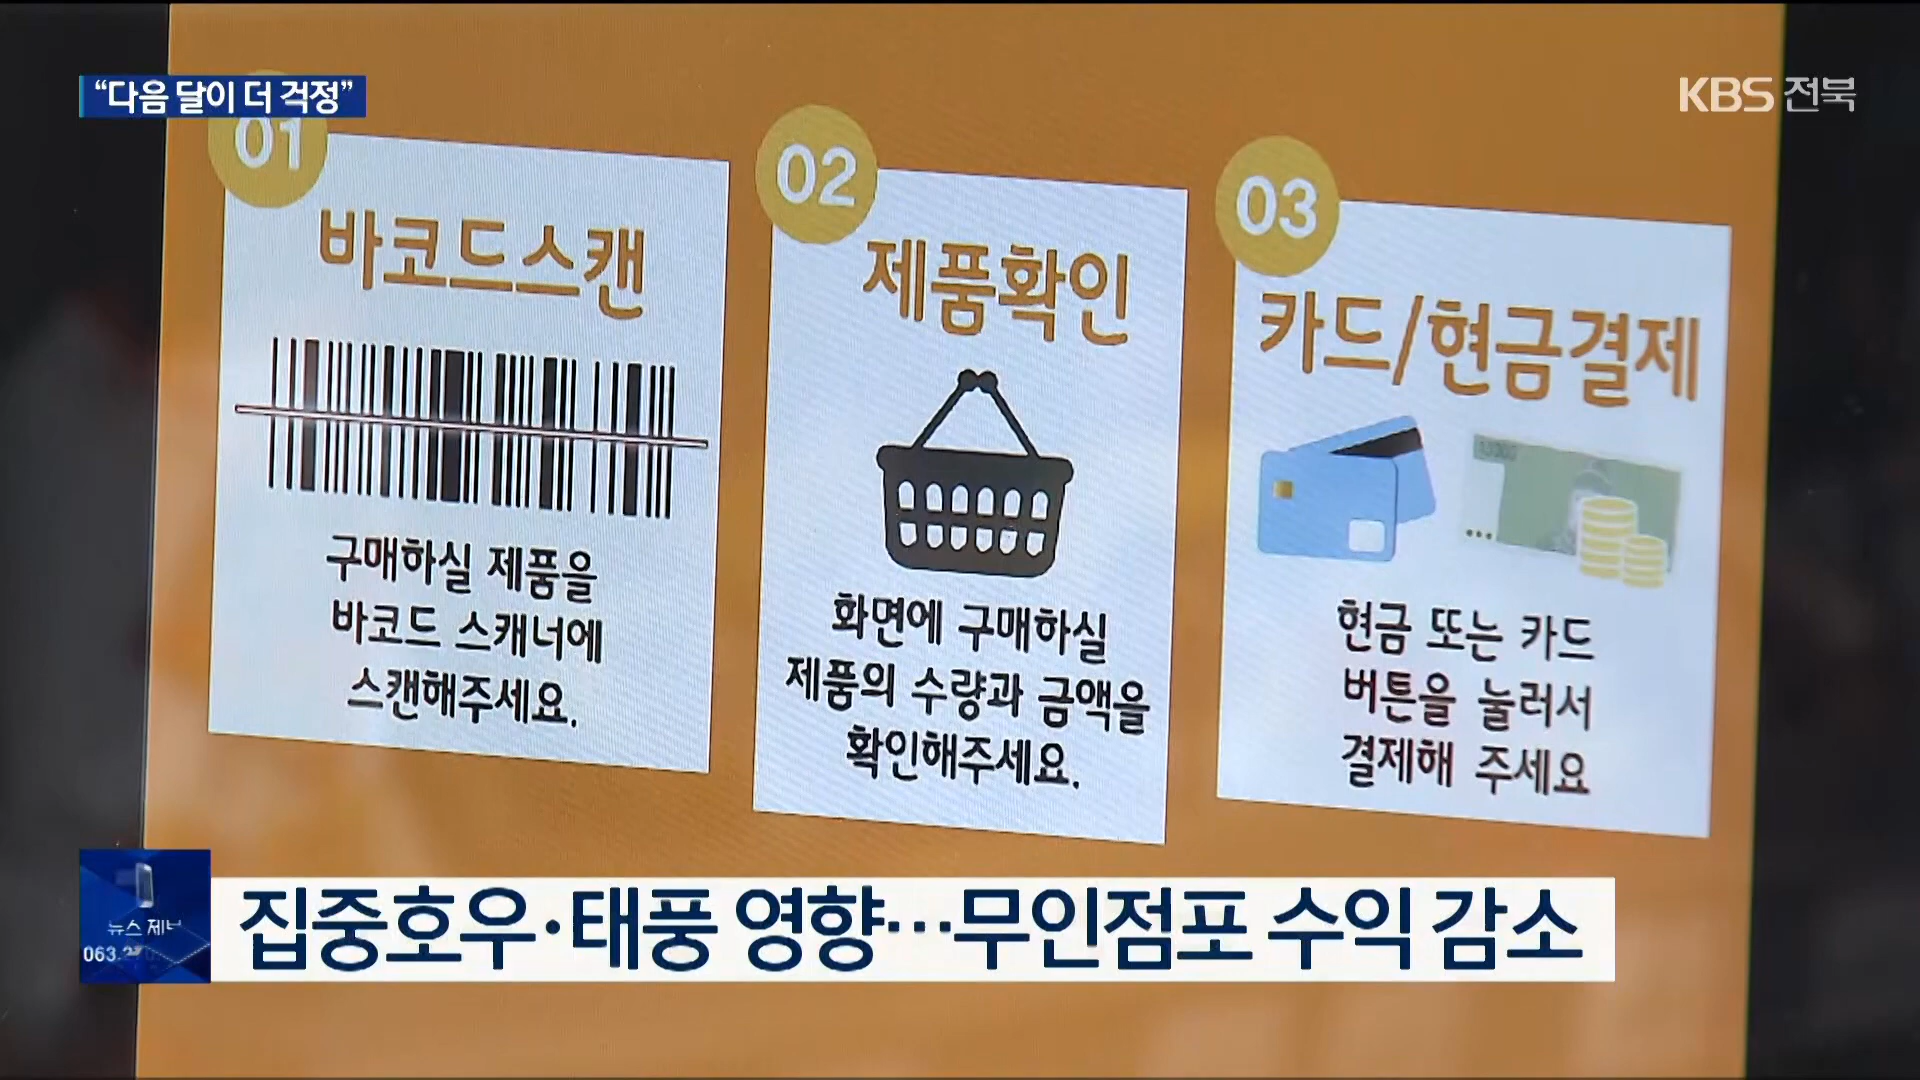 “다음 달이 더 걱정”
KBS 전북
01
바코드스캔
구매하실 제품을
바코드 스캐너에
스캔해주세요.
02
제품확인
화면에 구매하실
제품의 수량과 금액을
확인해주세요.
03
카드/현금결제
현금 또는 카드
버튼을 눌러서
결제해 주세요
뉴스 제보
집중호우·태풍 영향…무인점포 수익 감소